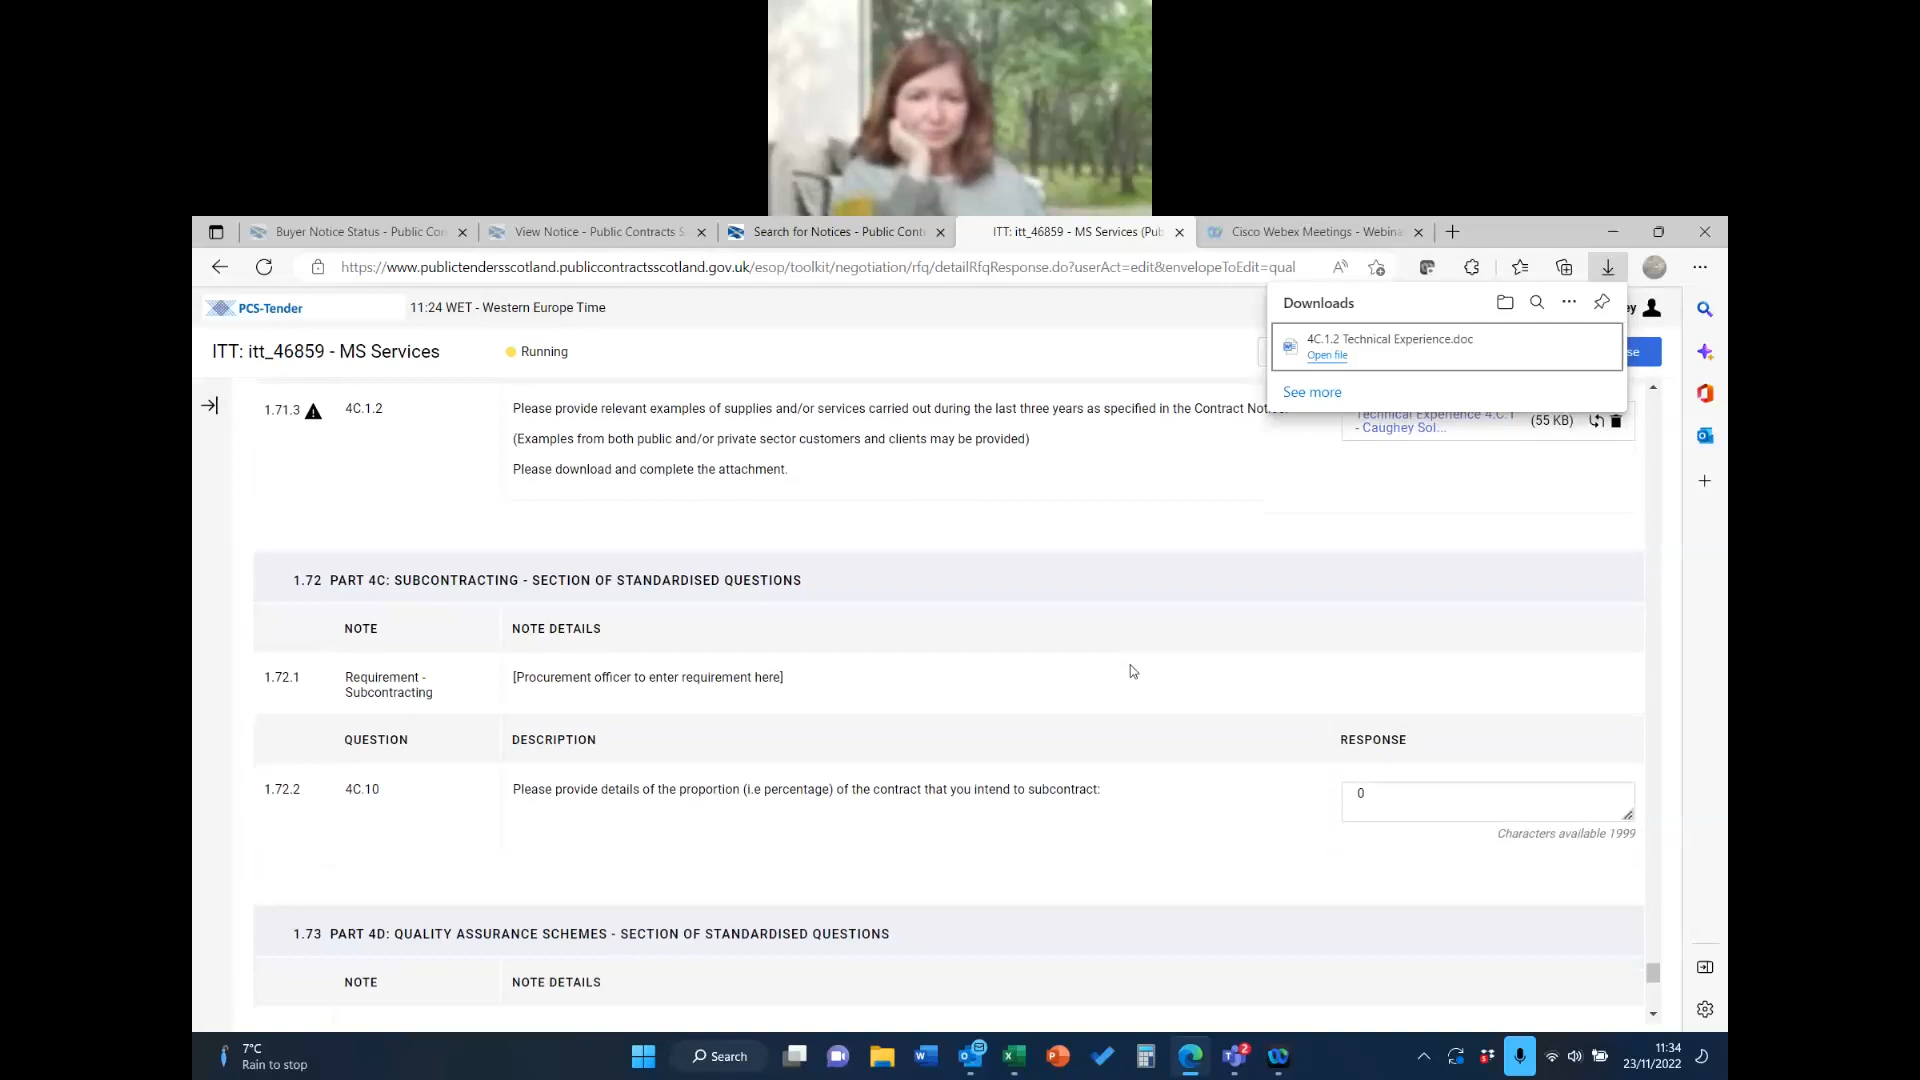 Buyer Notice Status - Public Con
View Notice - Public Contracts S
Search for Notices - Public Cont
ITT: itt_46859 - MS Services (Pub
Cisco Webex Meetings - Webina
https://www.publictendersscotland.publiccontractsscotland.gov.uk/esop/toolkit/negotiation/rfq/detailRfqResponse.do?userAct=edit&envelopeToEdit=qual
PCS-Tender
11:24 WET - Western Europe Time
Downloads
ey
ITT: itt_46859 - MS Services
Running
4C.1.2 Technical Experience.doc
Open file
se
See more
1.71.3
4C.1.2
Please provide relevant examples of supplies and/or services carried out during the last three years as specified in the Contract Notice:
(Examples from both public and/or private sector customers and clients may be provided)
Please download and complete the attachment.
Technical Experience 4.C.1
- Caughey Sol...
(55 KB)
1.72 PART 4C: SUBCONTRACTING - SECTION OF STANDARDISED QUESTIONS
NOTE
NOTE DETAILS
1.72.1
Requirement -
Subcontracting
[Procurement officer to enter requirement here]
QUESTION
DESCRIPTION
RESPONSE
1.72.2
4C.10
Please provide details of the proportion (i.e percentage) of the contract that you intend to subcontract:
0
Characters available 1999
1.73 PART 4D: QUALITY ASSURANCE SCHEMES - SECTION OF STANDARDISED QUESTIONS
NOTE
NOTE DETAILS
7°C
Rain to stop
Search
2
11:34
23/11/2022